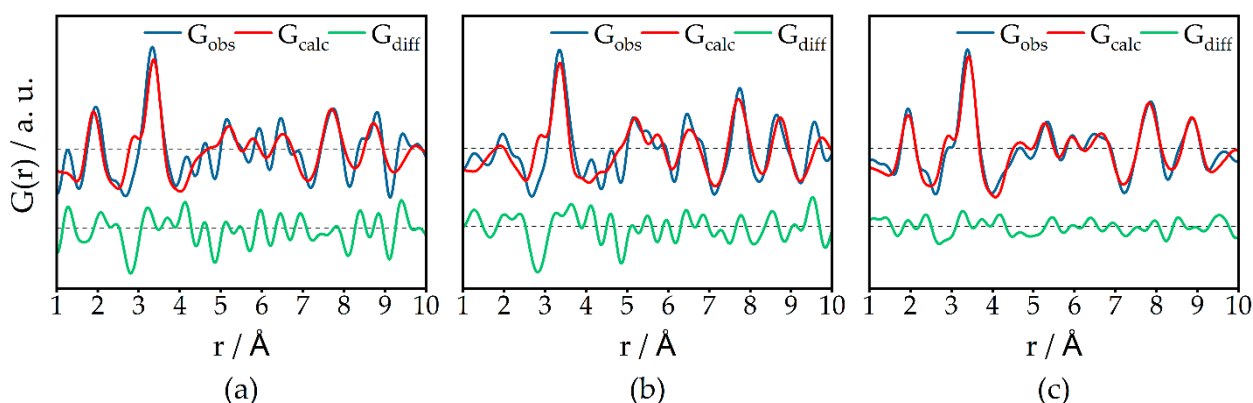 G(r) / a. u.
G_obs G_calc G_diff
1 2 3 4 5 6 7 8 9 10
r / Å
(a)
G_obs G_calc G_diff
1 2 3 4 5 6 7 8 9 10
r / Å
(b)
G_obs G_calc G_diff
1 2 3 4 5 6 7 8 9 10
r / Å
(c)